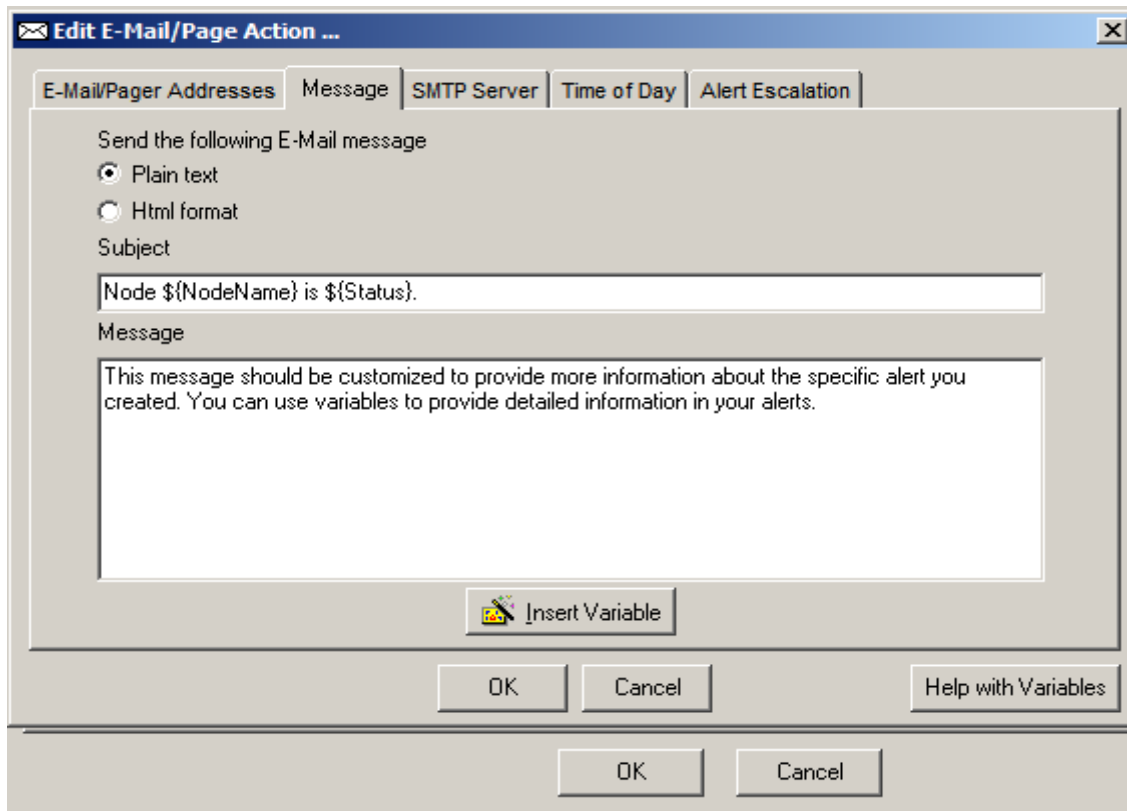 Edit E-Mail/Page Action ...
E-Mail/Pager Addresses Message SMTP Server Time of Day Alert Escalation
Send the following E-Mail message
Plain text
Html format
Subject
Node ${NodeName} is ${Status}.
Message
This message should be customized to provide more information about the specific alert you
created. You can use variables to provide detailed information in your alerts.
Insert Variable
OK Cancel Help with Variables
OK Cancel